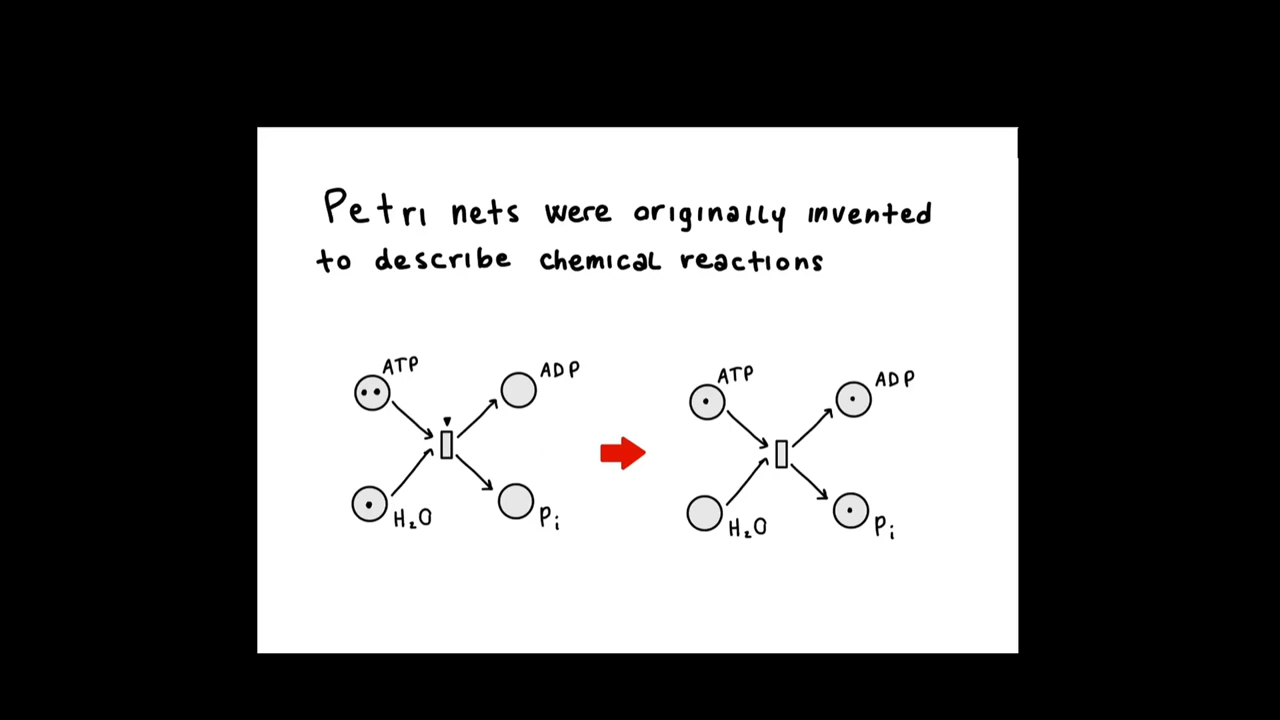 Petri nets were originally invented
to describe chemical reactions
ATP
ADP
H₂O
Pi
ATP
ADP
H₂O
Pi